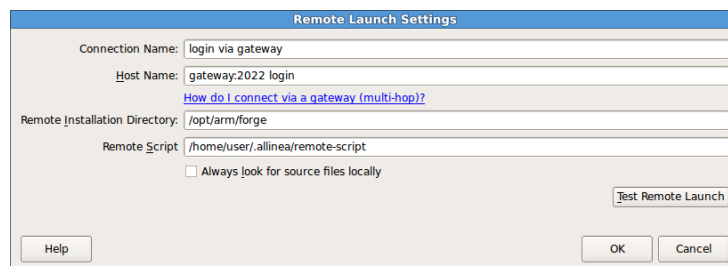 Remote Launch Settings
Connection Name: login via gateway
Host Name: gateway:2022 login
How do I connect via a gateway (multi-hop)?
Remote Installation Directory: /opt/arm/forge
Remote Script /home/user/.allinea/remote-script
Always look for source files locally
Test Remote Launch
Help OK Cancel